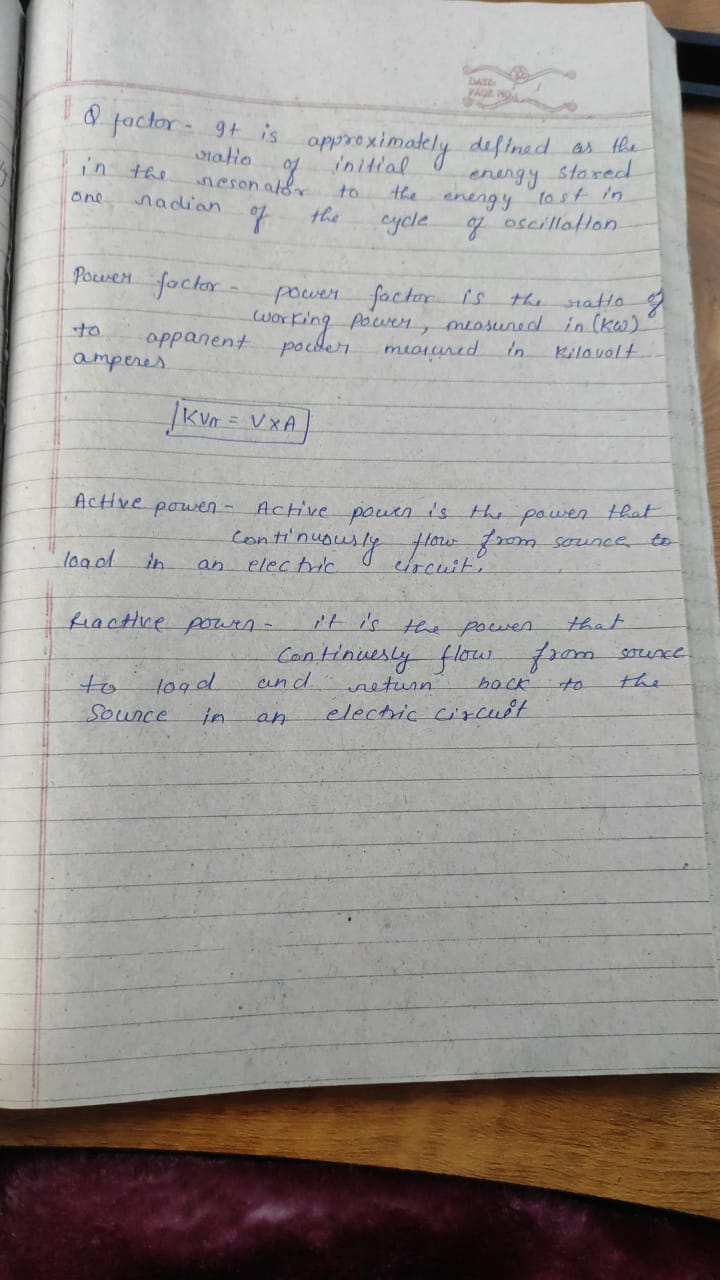 DATE:
PAGE NO.
Q factor - It is approximately defined as the
ratio of initial energy stored
in the resonator to the energy lost in
one radian of the cycle of oscillation
Power factor - power factor is the ratio of
working power, measured in (kw)
to apparent power measured in kilovolt
amperes
KVA = V x A
Active power - Active power is the power that
continuously flow from source to
load in an electric circuit.
Reactive power - it is the power that
continuesly flow from source
to load and return back to the
source in an electric circuit